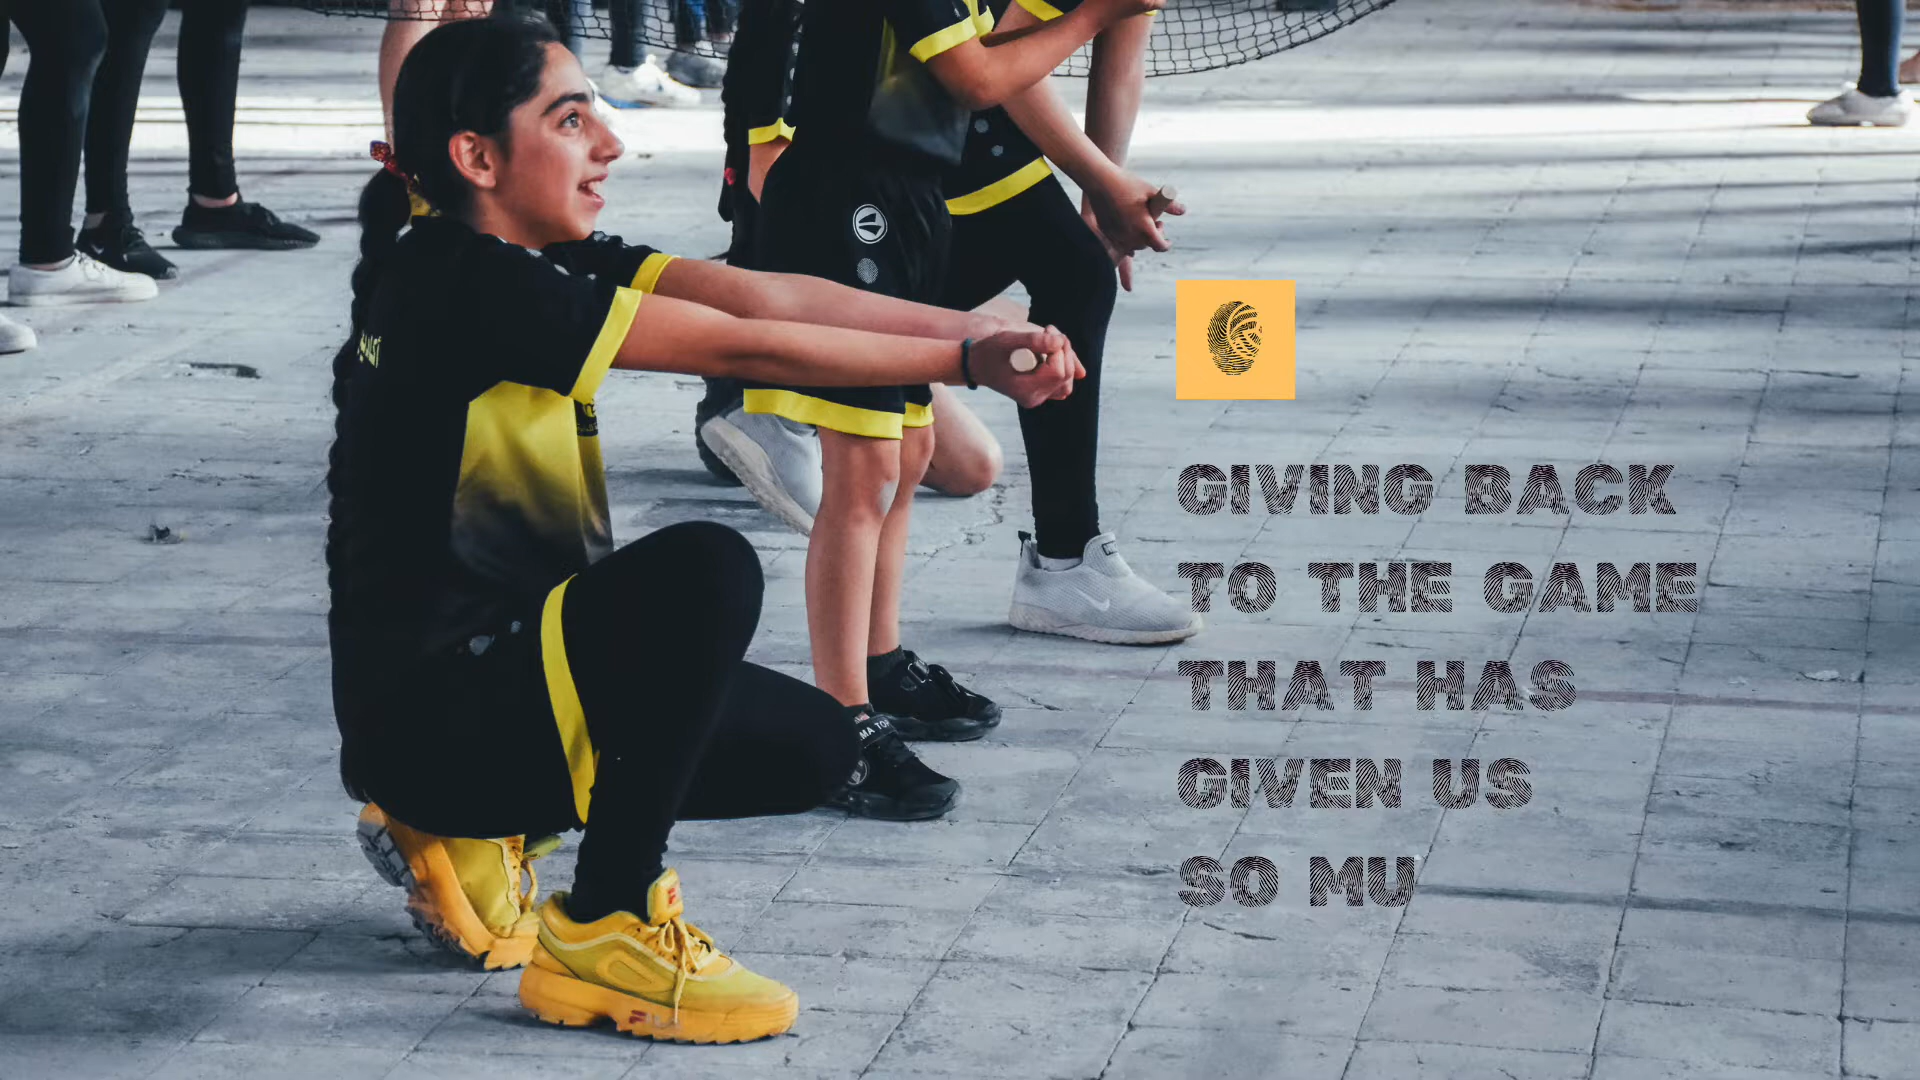 GIVING BACK
TO THE GAME
THAT HAS
GIVEN US
SO MU